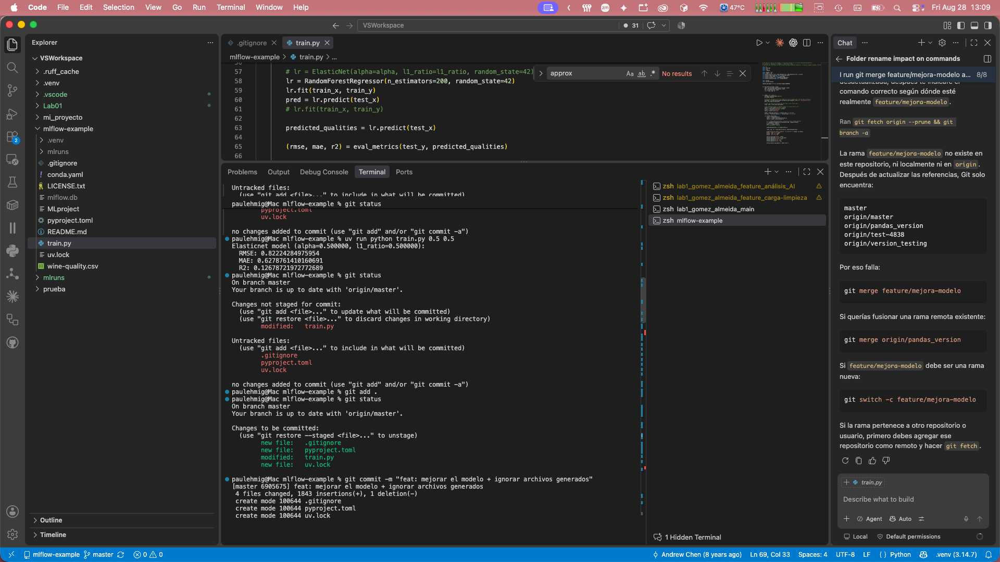 Code File Edit Selection View Go Run Terminal Window Help
47°C
Fri Aug 28 13:09
VSWorkspace
31
Explorer
VSWorkspace
.ruff_cache
.venv
.vscode
Lab01
mi_proyecto
mlflow-example
.venv
mlruns
.gitignore
conda.yaml
LICENSE.txt
mlflow.db
MLproject
pyproject.toml
README.md
train.py
uv.lock
wine-quality.csv
mlruns
prueba
Outline
Timeline
2
.gitignore
train.py
mlflow-example > train.py > ...
57 # lr = ElasticNet(alpha=alpha, l1_ratio=l1_ratio, random_state=42)
58 lr = RandomForestRegressor(n_estimators=200, random_state=42)
59 lr.fit(train_x, train_y)
60 pred = lr.predict(test_x)
61 # lr.fit(train_x, train_y)
62
63 predicted_qualities = lr.predict(test_x)
64
65 (rmse, mae, r2) = eval_metrics(test_y, predicted_qualities)
66
approx
Aa ab .*
No results
Problems Output Debug Console Terminal Ports
Untracked files:
(use "git add <file>..." to include in what will be committed)
paulehmig@Mac mlflow-example % git status
pyproject.toml
uv.lock
no changes added to commit (use "git add" and/or "git commit -a")
paulehmig@Mac mlflow-example % uv run python train.py 0.5 0.5
Elasticnet model (alpha=0.500000, l1_ratio=0.500000):
RMSE: 0.82224284975954
MAE: 0.6278761410160691
R2: 0.12678721972772689
paulehmig@Mac mlflow-example % git status
On branch master
Your branch is up to date with 'origin/master'.
Changes not staged for commit:
(use "git add <file>..." to update what will be committed)
(use "git restore <file>..." to discard changes in working directory)
modified: train.py
Untracked files:
(use "git add <file>..." to include in what will be committed)
.gitignore
pyproject.toml
uv.lock
no changes added to commit (use "git add" and/or "git commit -a")
paulehmig@Mac mlflow-example % git add .
paulehmig@Mac mlflow-example % git status
On branch master
Your branch is up to date with 'origin/master'.
Changes to be committed:
(use "git restore --staged <file>..." to unstage)
new file: .gitignore
new file: pyproject.toml
modified: train.py
new file: uv.lock
paulehmig@Mac mlflow-example % git commit -m "feat: mejorar el modelo + ignorar archivos generados"
[master 6905675] feat: mejorar el modelo + ignorar archivos generados
4 files changed, 1843 insertions(+), 1 deletion(-)
create mode 100644 .gitignore
create mode 100644 pyproject.toml
create mode 100644 uv.lock
zsh lab1_gomez_almeida_feature_análisis_AI
zsh lab1_gomez_almeida_feature_carga-limpieza
zsh lab1_gomez_almeida_main
zsh mlflow-example
1 Hidden Terminal
Chat
Folder rename impact on commands
I run git merge feature/mejora-modelo a... 8/8
desactualizada, después te indicaré el
comando correcto según dónde esté
realmente feature/mejora-modelo.
Ran git fetch origin --prune && git
branch -a
La rama feature/mejora-modelo no existe en
este repositorio, ni localmente ni en origin.
Después de actualizar las referencias, Git solo
encuentra:
master
origin/master
origin/pandas_version
origin/test-4838
origin/version_testing
Por eso falla:
git merge feature/mejora-modelo
Si querías fusionar una rama remota existente:
git merge origin/pandas_version
Si feature/mejora-modelo debe ser una rama
nueva:
git switch -c feature/mejora-modelo
Si la rama pertenece a otro repositorio o
usuario, primero debes agregar ese
repositorio como remoto y hacer git fetch.
train.py
Describe what to build
Agent Auto
Local Default permissions
mlflow-example master 0 0
Andrew Chen (8 years ago) Ln 69, Col 33 Spaces: 4 UTF-8 LF Python .venv (3.14.7)